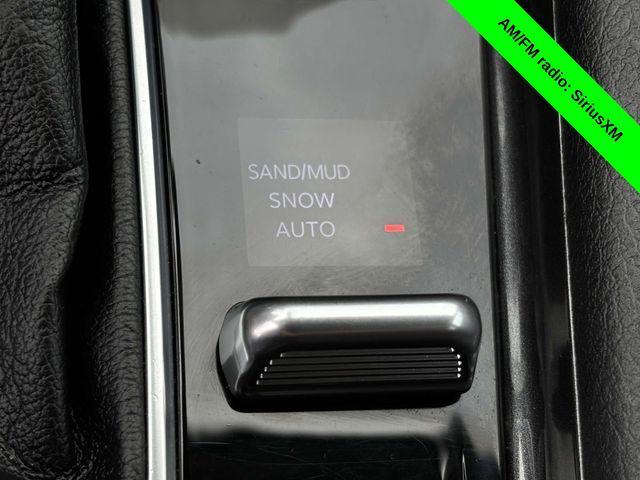 AM/FM radio: SiriusXM
SAND/MUD
SNOW
AUTO